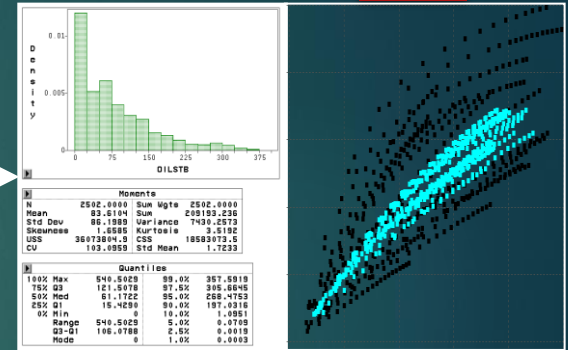 Density
0.01
0.005
0
0 75 150 225 300 375
OILSTB
Moments
N 2502.0000 Sum Wgts 2502.0000
Mean 83.6104 Sum 209193.236
Std Dev 86.1989 Variance 7430.2573
Skewness 1.6585 Kurtosis 3.5192
USS 36073804.9 CSS 18583073.5
CV 103.0959 Std Mean 1.7233
Quantiles
100% Max 540.5029 99.0% 357.5919
75% Q3 121.5078 97.5% 305.6645
50% Med 61.1722 95.0% 268.4753
25% Q1 15.4290 90.0% 197.0316
0% Min 0 10.0% 1.0951
Range 540.5029 5.0% 0.0709
Q3-Q1 106.0788 2.5% 0.0019
Mode 0 1.0% 0.0003